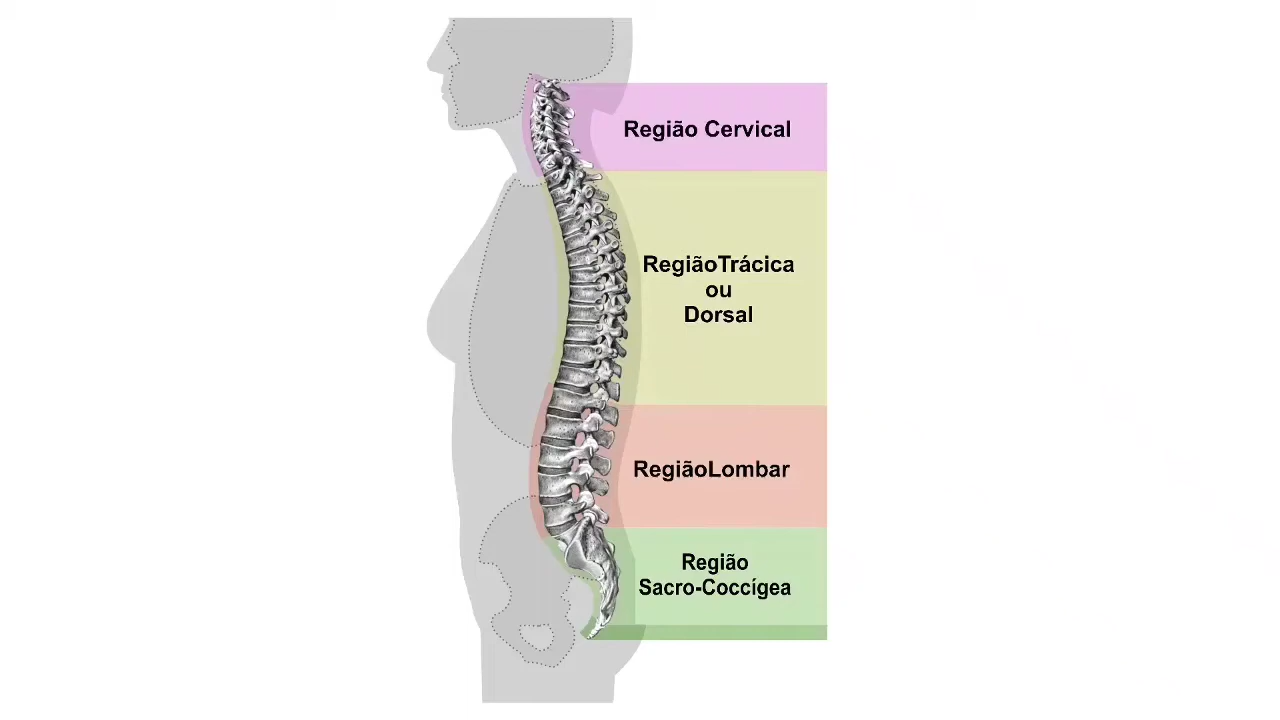 Região Cervical
RegiãoTrácica
ou
Dorsal
RegiãoLombar
Região
Sacro-Coccígea